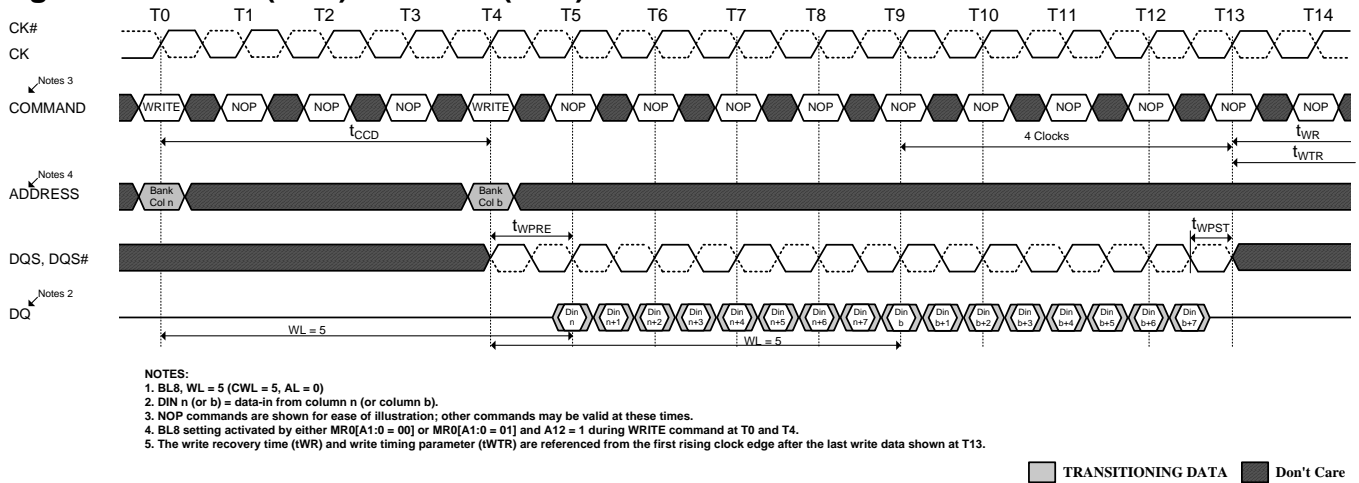 T0 T1 T2 T3 T4 T5 T6 T7 T8 T9 T10 T11 T12 T13 T14
CK#
CK
Notes 3
COMMAND
WRITE NOP NOP NOP WRITE NOP NOP NOP NOP NOP NOP NOP NOP NOP NOP
tCCD
4 Clocks
tWR
tWTR
Notes 4
ADDRESS
Bank Bank
Col n Col b
tWPRE
tWPST
DQS, DQS#
Notes 2
DQ
Din Din Din Din Din Din Din Din Din Din Din Din Din Din Din Din
n n+1 n+2 n+3 n+4 n+5 n+6 n+7 b b+1 b+2 b+3 b+4 b+5 b+6 b+7
WL = 5
WL = 5
NOTES:
1. BL8, WL = 5 (CWL = 5, AL = 0)
2. DIN n (or b) = data-in from column n (or column b).
3. NOP commands are shown for ease of illustration; other commands may be valid at these times.
4. BL8 setting activated by either MR0[A1:0 = 00] or MR0[A1:0 = 01] and A12 = 1 during WRITE command at T0 and T4.
5. The write recovery time (tWR) and write timing parameter (tWTR) are referenced from the first rising clock edge after the last write data shown at T13.
TRANSITIONING DATA Don't Care